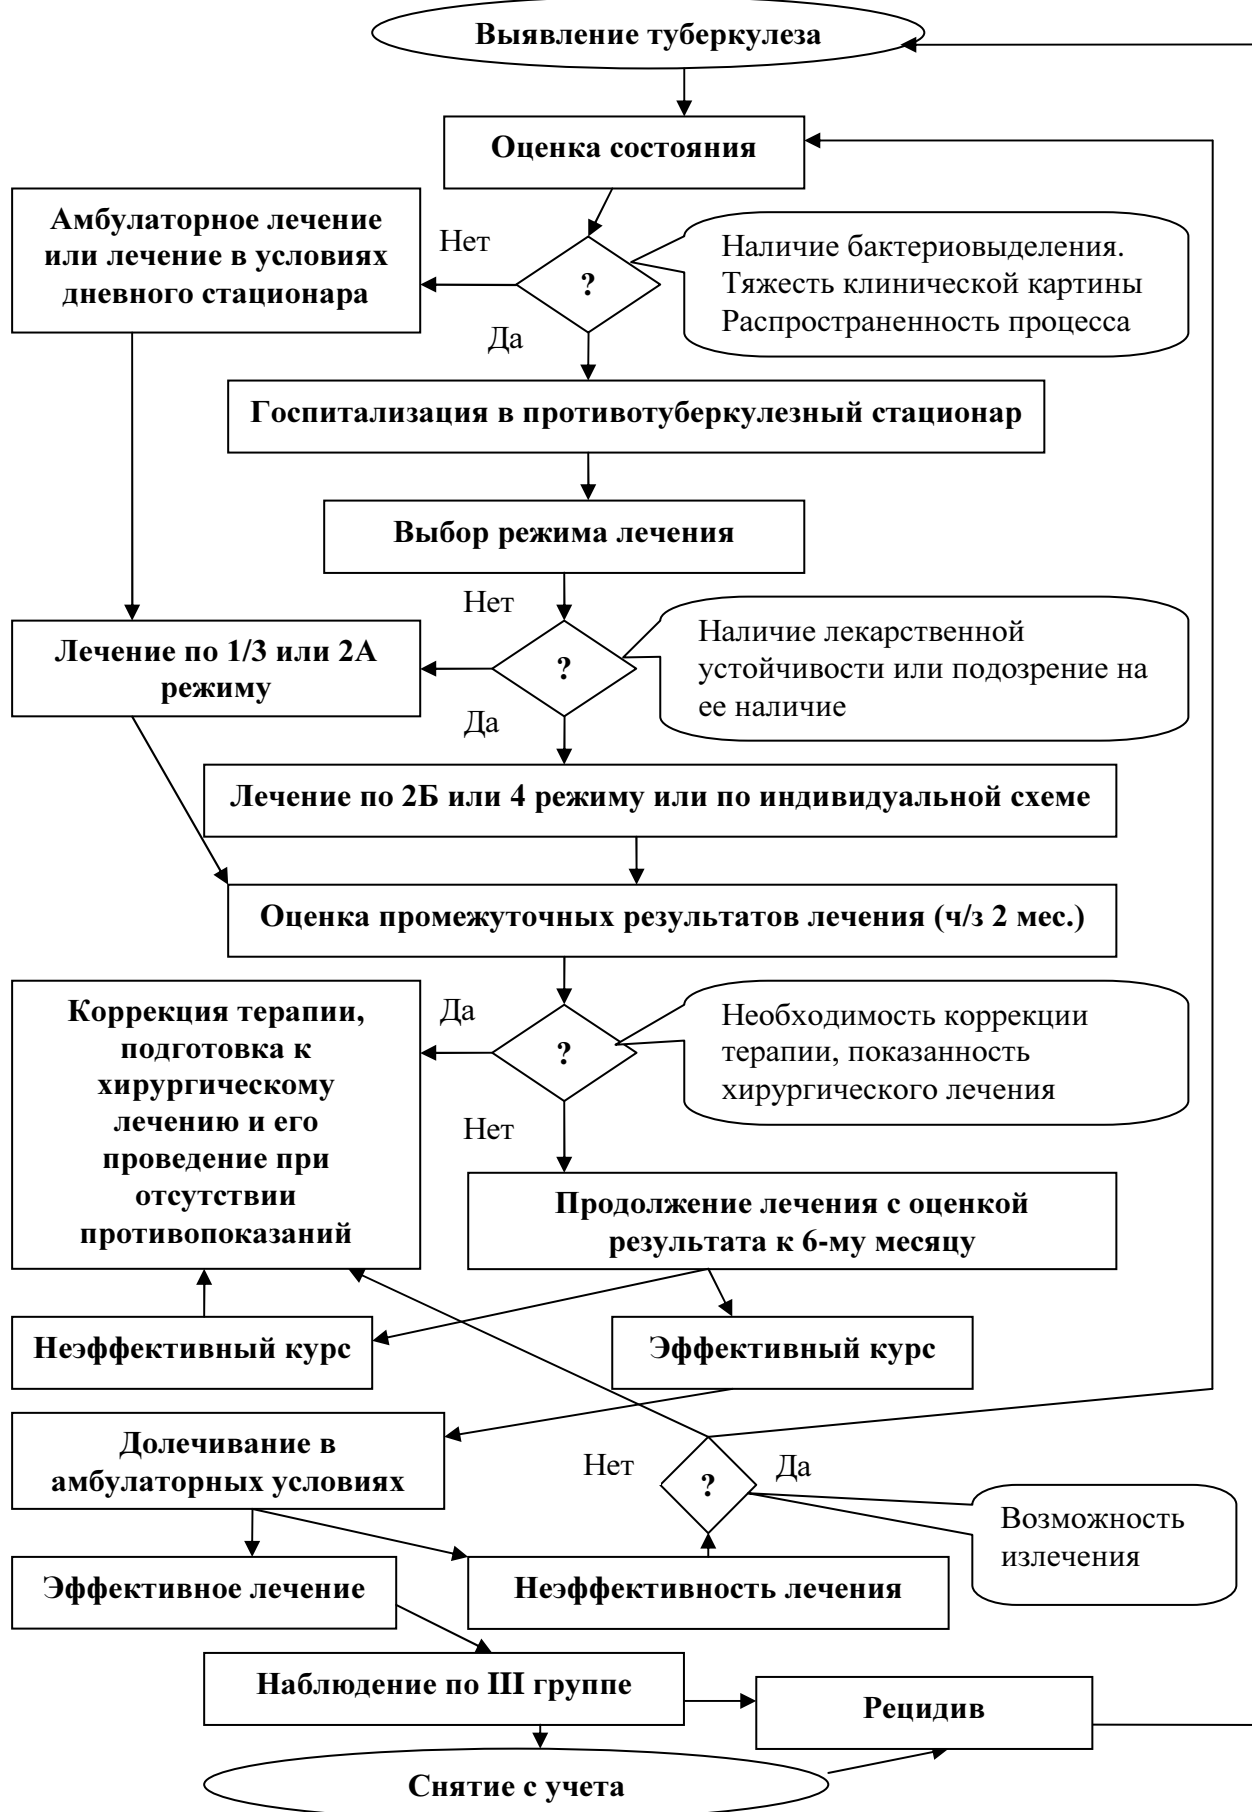 Выявление туберкулеза
Оценка состояния
Амбулаторное лечение
или лечение в условиях
дневного стационара
Нет
?
Наличие бактериовыделения.
Тяжесть клинической картины
Распространенность процесса
Да
Госпитализация в противотуберкулезный стационар
Выбор режима лечения
Нет
Лечение по 1/3 или 2А
режиму
?
Наличие лекарственной
устойчивости или подозрение на
ее наличие
Да
Лечение по 2Б или 4 режиму или по индивидуальной схеме
Оценка промежуточных результатов лечения (ч/з 2 мес.)
Коррекция терапии,
подготовка к
хирургическому
лечению и его
проведение при
отсутствии
противопоказаний
Да
?
Необходимость коррекции
терапии, показанность
хирургического лечения
Нет
Продолжение лечения с оценкой
результата к 6-му месяцу
Неэффективный курс
Эффективный курс
Долечивание в
амбулаторных условиях
Нет
?
Да
Возможность
излечения
Эффективное лечение
Неэффективность лечения
Наблюдение по III группе
Рецидив
Снятие с учета